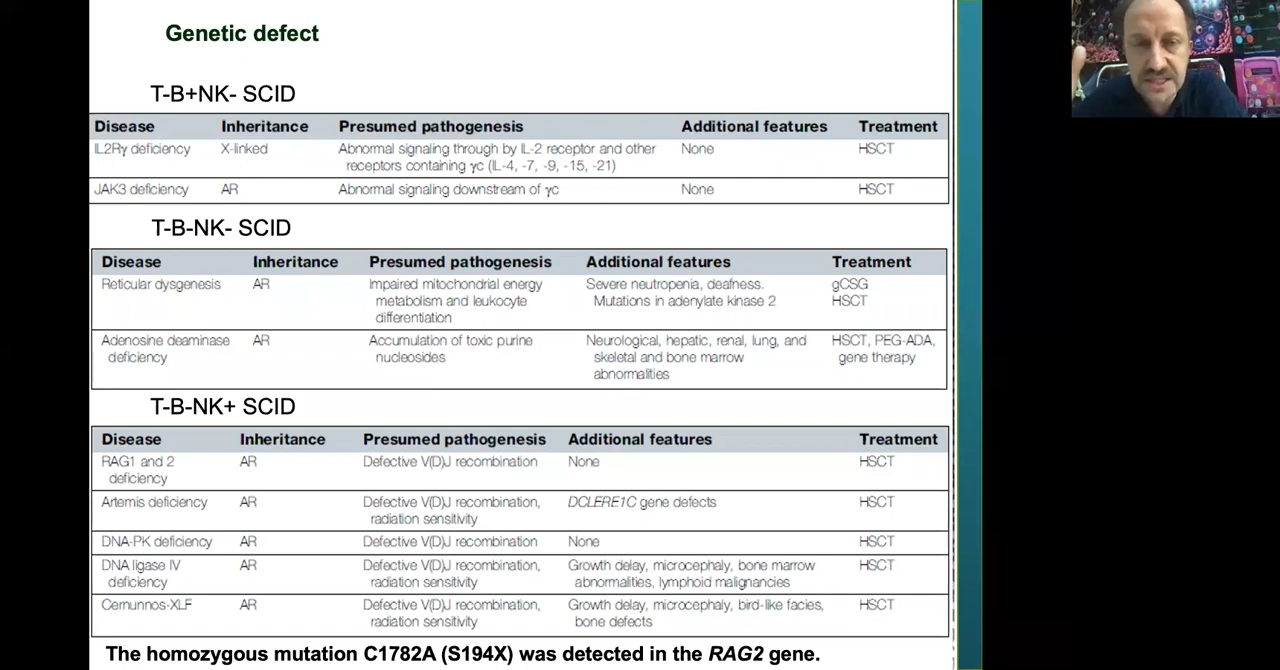 Genetic defect
T-B+NK- SCID
Disease Inheritance Presumed pathogenesis Additional features Treatment
IL2Rγ deficiency X-linked Abnormal signaling through by IL-2 receptor and other None HSCT
receptors containing γc (IL-4, -7, -9, -15, -21)
JAK3 deficiency AR Abnormal signaling downstream of γc None HSCT
T-B-NK- SCID
Disease Inheritance Presumed pathogenesis Additional features Treatment
Reticular dysgenesis AR Impaired mitochondrial energy Severe neutropenia, deafness. gCSG
metabolism and leukocyte Mutations in adenylate kinase 2 HSCT
differentiation
Adenosine deaminase AR Accumulation of toxic purine Neurological, hepatic, renal, lung, and HSCT, PEG-ADA,
deficiency nucleosides skeletal and bone marrow gene therapy
abnormalities
T-B-NK+ SCID
Disease Inheritance Presumed pathogenesis Additional features Treatment
RAG1 and 2 AR Defective V(D)J recombination None HSCT
deficiency
Artemis deficiency AR Defective V(D)J recombination, DCLERE1C gene defects HSCT
radiation sensitivity
DNA-PK deficiency AR Defective V(D)J recombination None HSCT
DNA ligase IV AR Defective V(D)J recombination, Growth delay, microcephaly, bone marrow HSCT
deficiency radiation sensitivity abnormalities, lymphoid malignancies
Cernunnos-XLF AR Defective V(D)J recombination, Growth delay, microcephaly, bird-like facies, HSCT
radiation sensitivity bone defects
The homozygous mutation C1782A (S194X) was detected in the RAG2 gene.